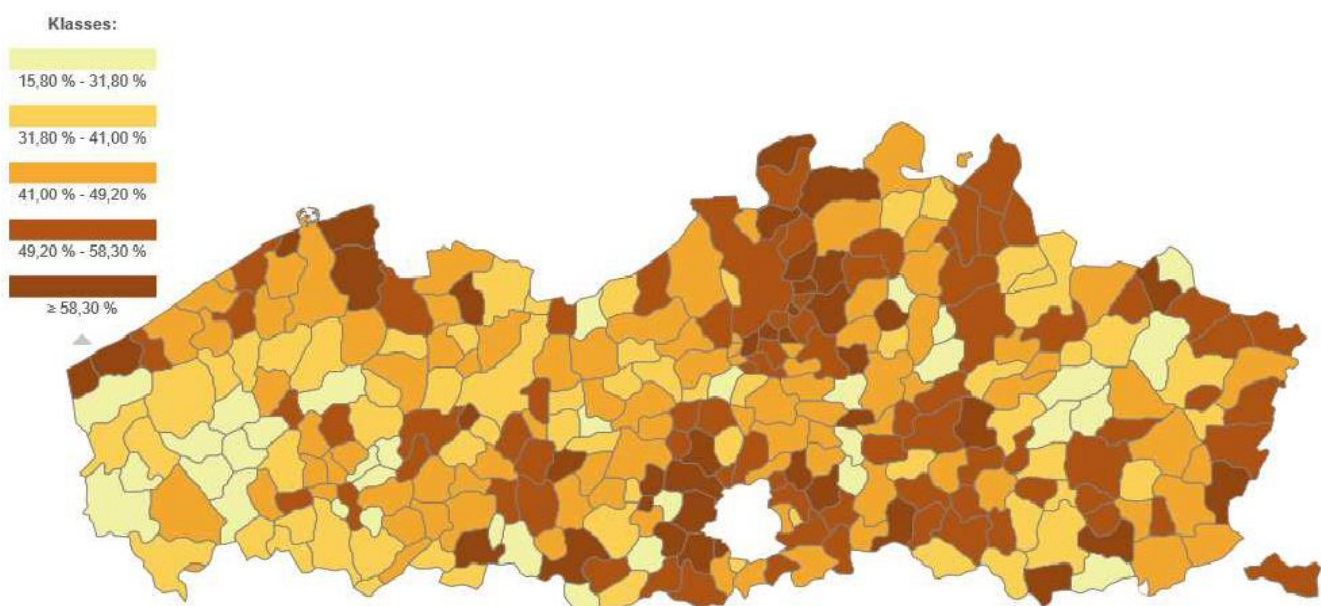 Klasses:
15,80 % - 31,80 %
31,80 % - 41,00 %
41,00 % - 49,20 %
49,20 % - 58,30 %
≥ 58,30 %